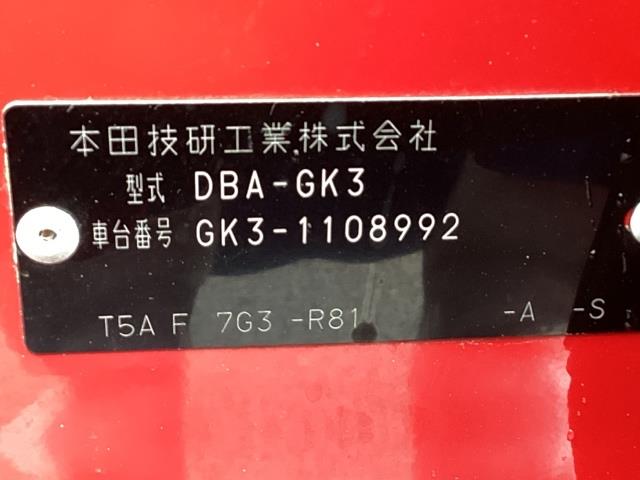 本田技研工業株式会社
型式 DBA-GK3
車台番号 GK3-1108992
T5A F 7G3 -R81 -A -S